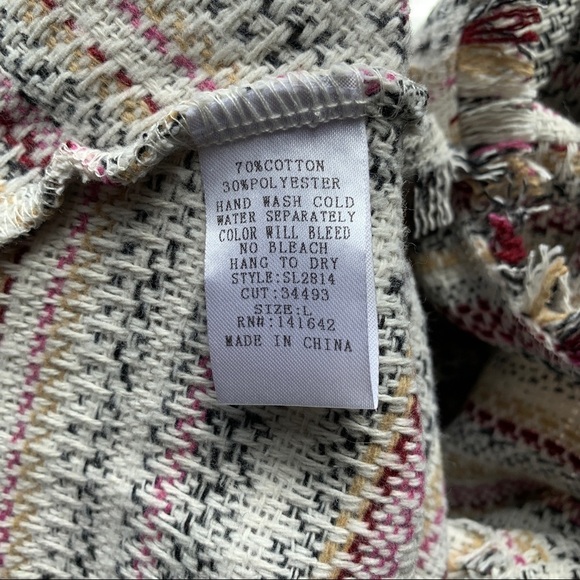 70%COTTON
30%POLYESTER
HAND WASH COLD
WATER SEPARATELY
COLOR WILL BLEED
NO BLEACH
HANG TO DRY
STYLE:SL2814
CUT:34493
SIZE:L
RN#:141642
MADE IN CHINA